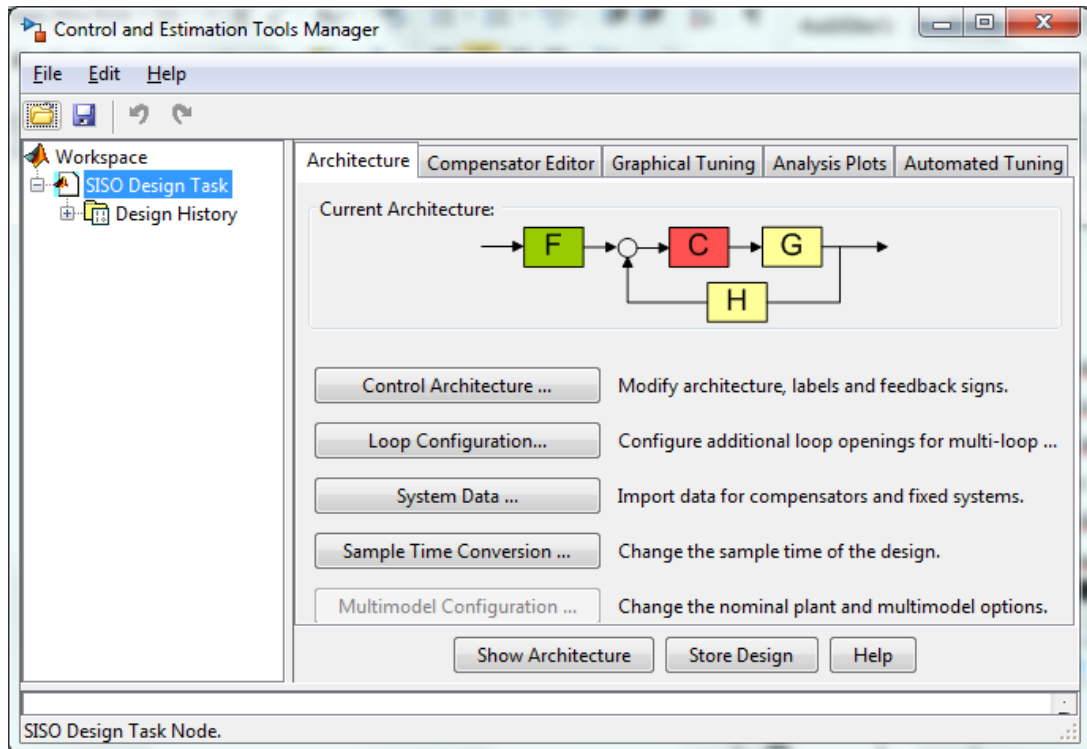 Control and Estimation Tools Manager
File Edit Help
Workspace
SISO Design Task
Design History
Architecture Compensator Editor Graphical Tuning Analysis Plots Automated Tuning
Current Architecture:
F C G
H
Control Architecture ... Modify architecture, labels and feedback signs.
Loop Configuration... Configure additional loop openings for multi-loop ...
System Data ... Import data for compensators and fixed systems.
Sample Time Conversion ... Change the sample time of the design.
Multimodel Configuration ... Change the nominal plant and multimodel options.
Show Architecture Store Design Help
SISO Design Task Node.